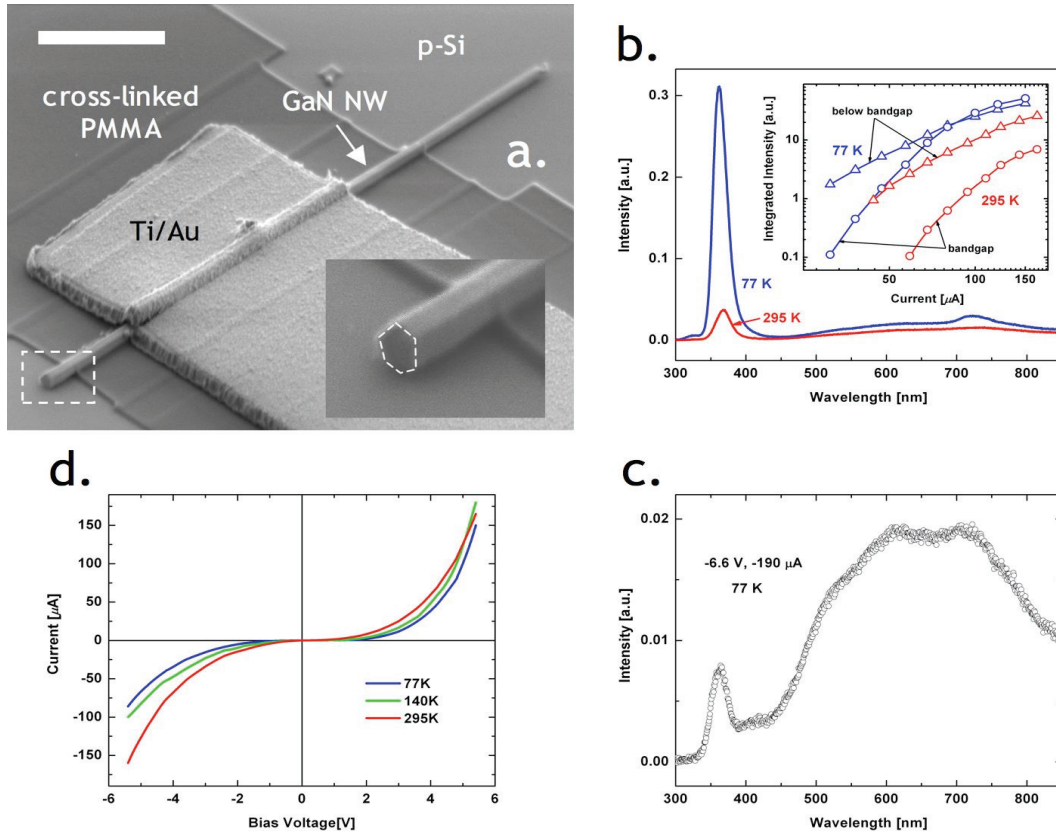 p-Si
cross-linked
PMMA
GaN NW
a.
Ti/Au
b.
Intensity [a.u.]
0.3
0.2
0.1
0.0
300 400 500 600 700 800
Wavelength [nm]
77 K
295 K
Integrated Intensity [a.u.]
10
1
0.1
below bandgap
77 K
295 K
bandgap
50 100 150
Current [µA]
d.
Current [µA]
150
100
50
0
-50
-100
-150
-6 -4 -2 0 2 4 6
Bias Voltage[V]
77K
140K
295K
c.
Intensity [a.u.]
0.02
0.01
0.00
-6.6 V, -190 µA
77 K
300 400 500 600 700 800
Wavelength [nm]